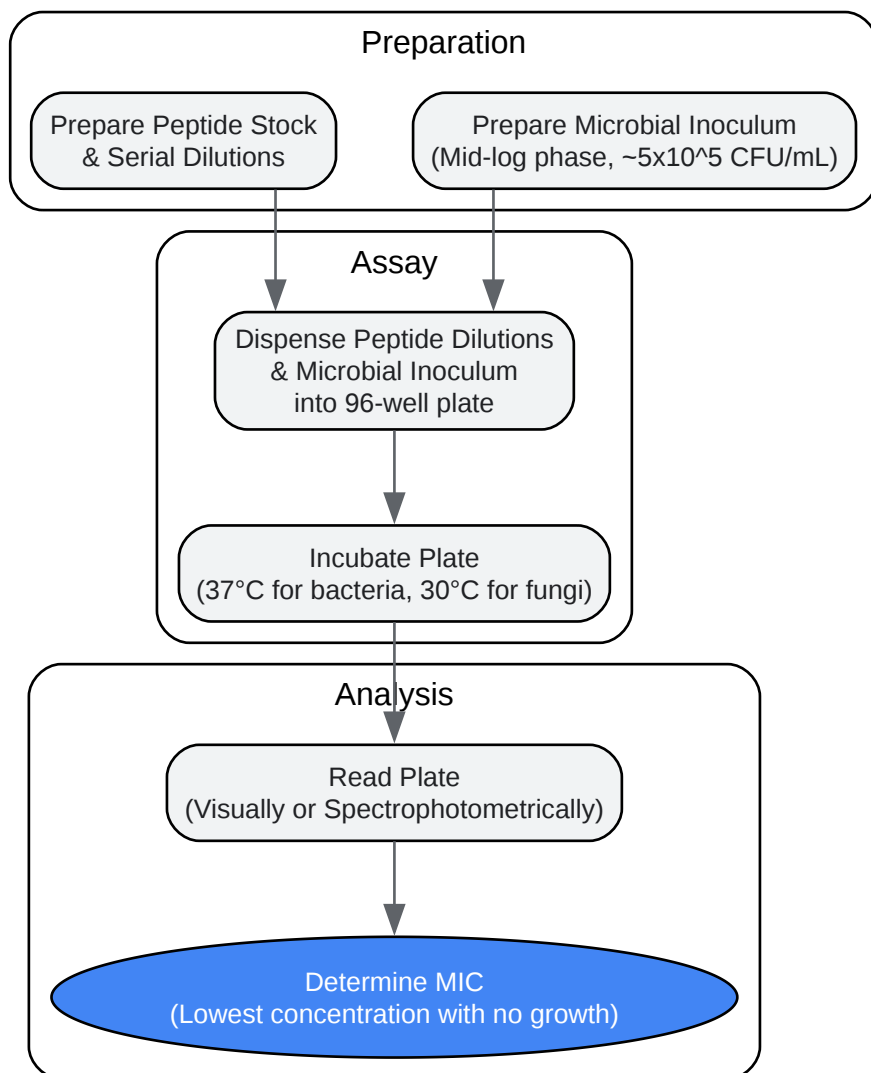 Preparation
Prepare Peptide Stock
& Serial Dilutions
Prepare Microbial Inoculum
(Mid-log phase, ~5x10^5 CFU/mL)
Assay
Dispense Peptide Dilutions
& Microbial Inoculum
into 96-well plate
Incubate Plate
(37°C for bacteria, 30°C for fungi)
Analysis
Read Plate
(Visually or Spectrophotometrically)
Determine MIC
(Lowest concentration with no growth)